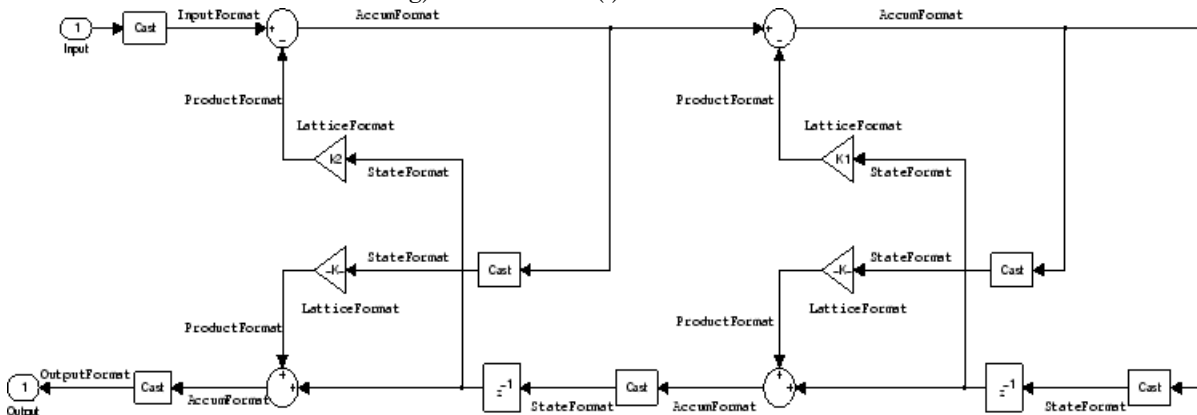 InputFormat
AccumFormat
AccumFormat
1
Cast
+
-
+
-
Input
ProductFormat
ProductFormat
LatticeFormat
LatticeFormat
k2
K1
StateFormat
StateFormat
StateFormat
StateFormat
-K-
Cast
-K-
Cast
LatticeFormat
LatticeFormat
ProductFormat
ProductFormat
OutputFormat
1
Cast
+
+
z⁻¹
Cast
+
+
z⁻¹
Cast
Output
AccumFormat
StateFormat
AccumFormat
StateFormat